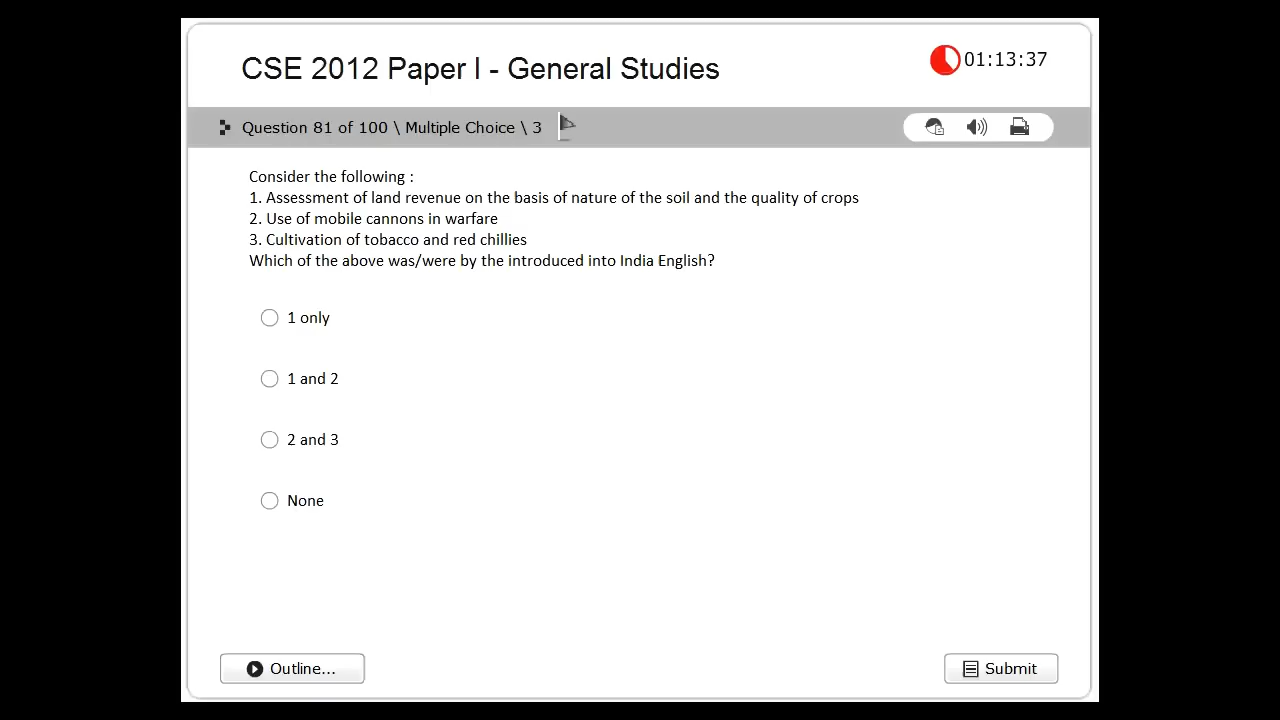 CSE 2012 Paper I - General Studies
01:13:37
Question 81 of 100 \ Multiple Choice \ 3
Consider the following :
1. Assessment of land revenue on the basis of nature of the soil and the quality of crops
2. Use of mobile cannons in warfare
3. Cultivation of tobacco and red chillies
Which of the above was/were by the introduced into India English?
1 only
1 and 2
2 and 3
None
Outline...
Submit